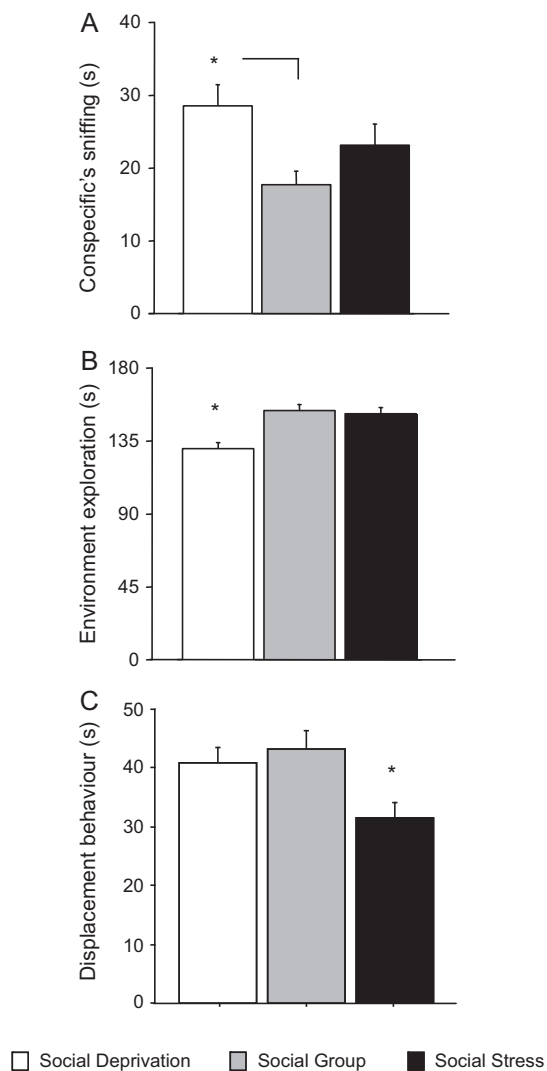 A
Conspecific's sniffing (s)
40
30
20
10
0
*
B
Environment exploration (s)
180
135
90
45
0
*
C
Displacement behaviour (s)
50
40
30
20
10
0
*
Social Deprivation Social Group Social Stress